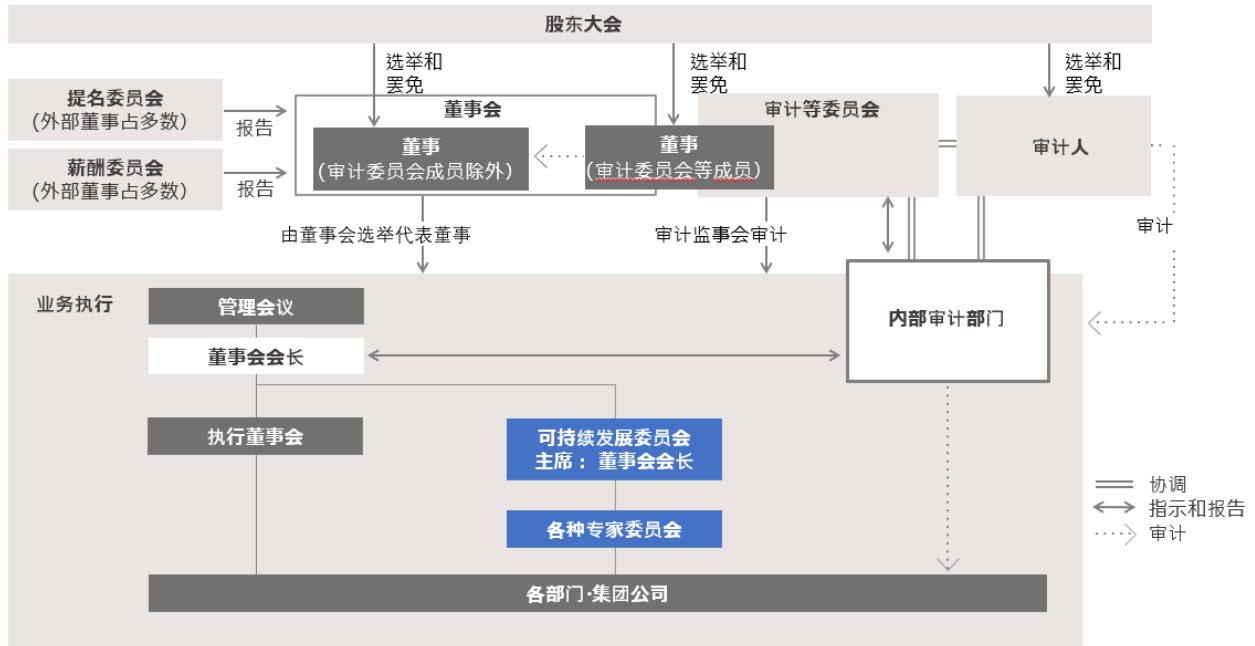 股东大会
选举和
罢免
选举和
罢免
选举和
罢免
提名委员会
(外部董事占多数)
报告
薪酬委员会
(外部董事占多数)
报告
董事会
董事
(审计委员会成员除外)
董事
(审计委员会等成员)
审计等委员会
审计人
审计
由董事会选举代表董事
审计监事会审计
业务执行
管理会议
董事会会长
内部审计部门
执行董事会
可持续发展委员会
主席： 董事会会长
各种专家委员会
各部门·集团公司
协调
指示和报告
审计